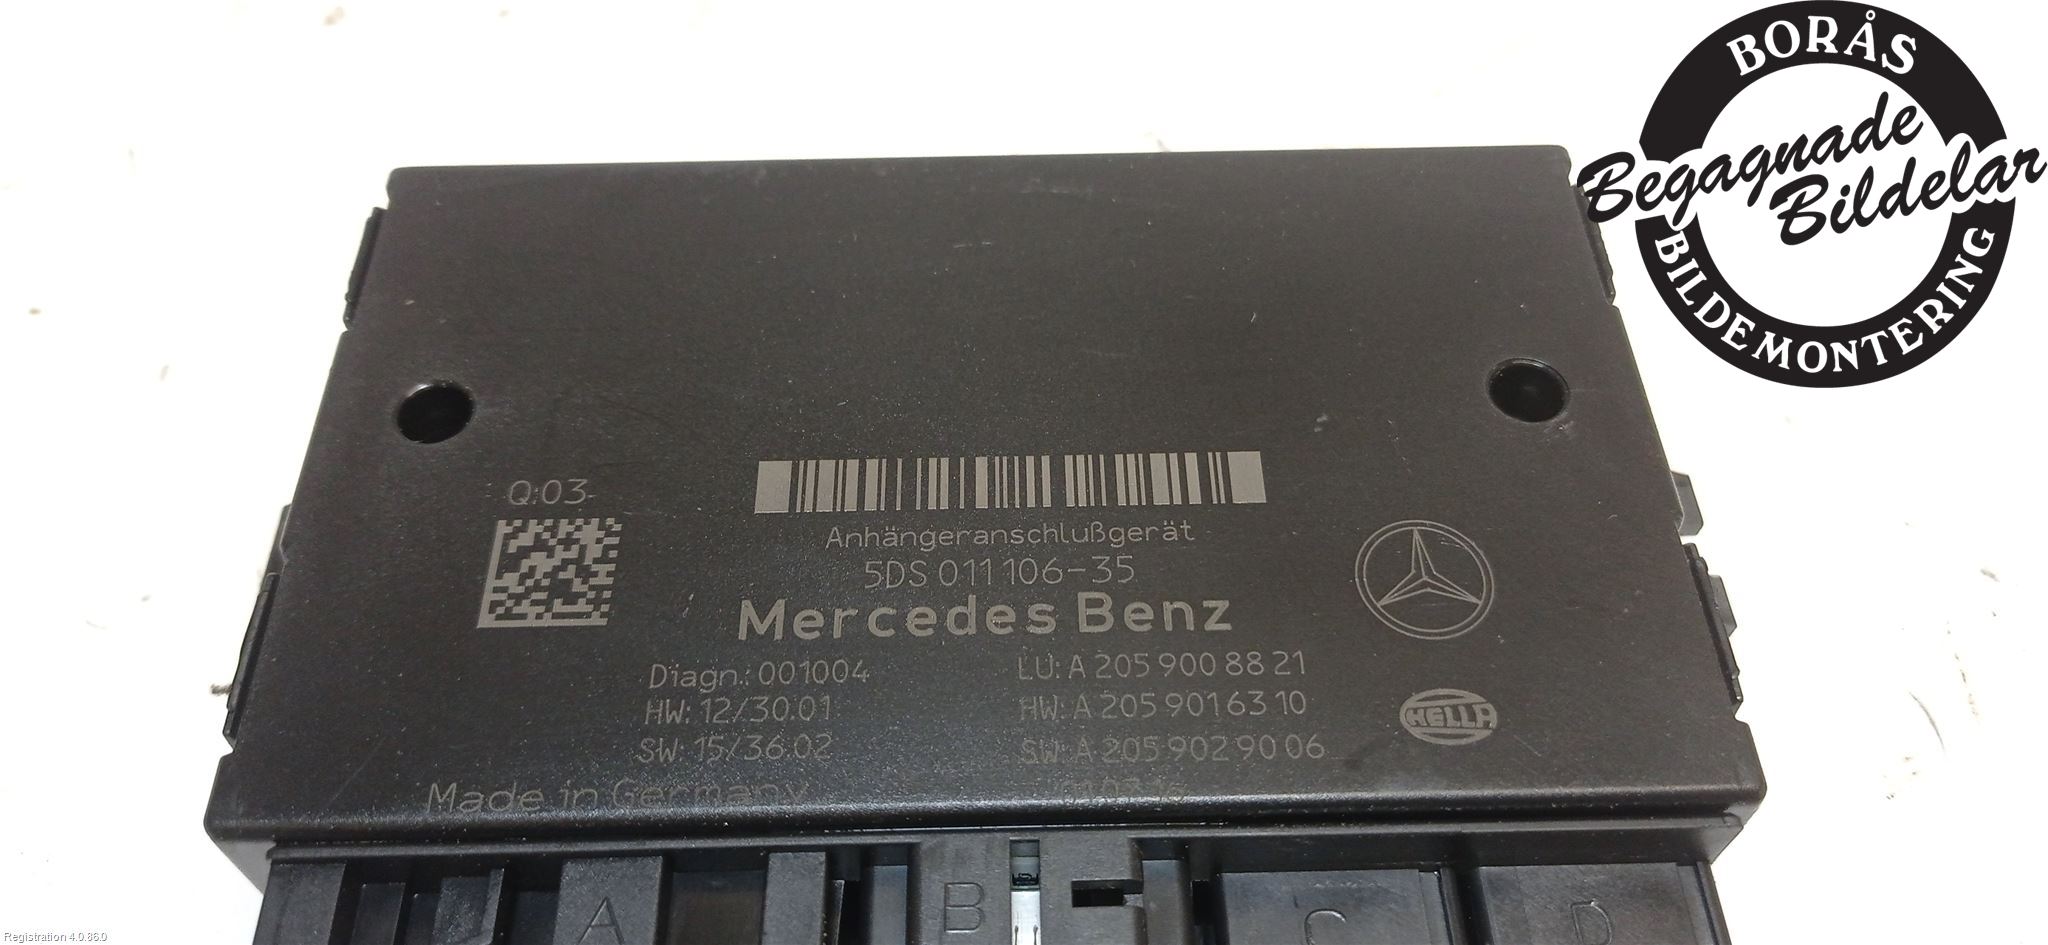 BORÅS
Begagnade
Bildelar
BILDEMONTERING
Q:03
Anhängeranschlußgerät
5DS 011 106-35
Mercedes Benz
Diagn.: 001004
LU: A 205 900 88 21
HW: 12/30.01
HW: A 205 901 63 10
HELLA
SW: 15/36.02
SW: A 205 902 90 06
Made in Germany
A
B
C
D
Registration 4.0.86.0